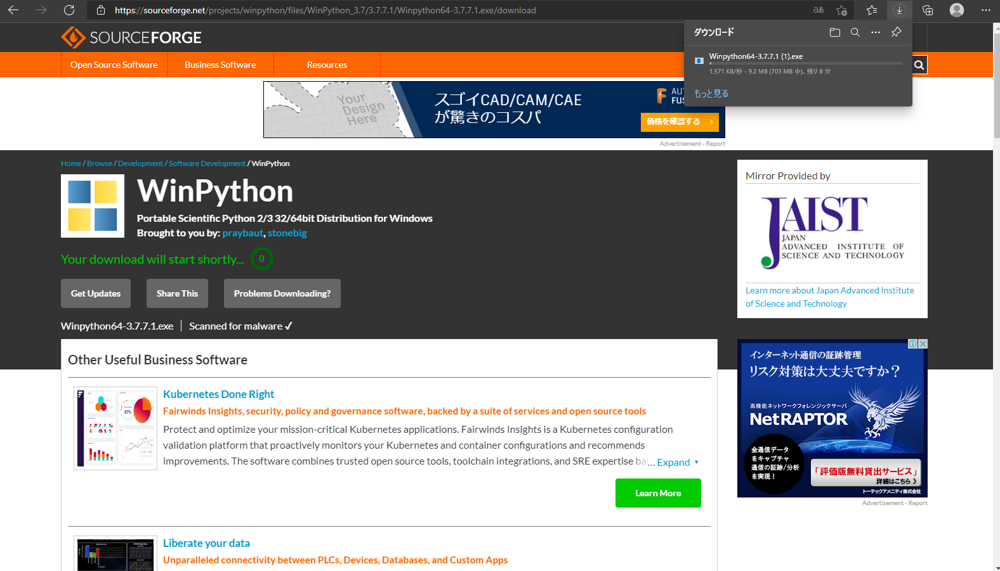 https://sourceforge.net/projects/winpython/files/WinPython_3.7/3.7.7.1/Winpython64-3.7.7.1.exe/download
SOURCEFORGE
ダウンロード
Winpython64-3.7.7.1 (1).exe
1,571 KB/秒 - 9.2 MB (703 MB 中)、残り 8 分
もっと見る
Open Source Software
Business Software
Resources
Your
Design
Here
スゴイCAD/CAM/CAE
が驚きのコスパ
価格を確認する
Advertisement - Report
Home / Browse / Development / Software Development / WinPython
WinPython
Portable Scientific Python 2/3 32/64bit Distribution for Windows
Brought to you by: praybaut, stonebig
Your download will start shortly... 0
Get Updates
Share This
Problems Downloading?
Winpython64-3.7.7.1.exe | Scanned for malware ✓
Mirror Provided by
JAIST
JAPAN
ADVANCED INSTITUTE OF
SCIENCE AND TECHNOLOGY
Learn more about Japan Advanced Institute
of Science and Technology
Other Useful Business Software
Kubernetes Done Right
Fairwinds Insights, security, policy and governance software, backed by a suite of services and open source tools
Protect and optimize your mission-critical Kubernetes applications. Fairwinds Insights is a Kubernetes configuration
validation platform that proactively monitors your Kubernetes and container configurations and recommends
improvements. The software combines trusted open source tools, toolchain integrations, and SRE expertise ba... Expand
87%
Learn More
Liberate your data
Unparalleled connectivity between PLCs, Devices, Databases, and Custom Apps
インターネット通信の証跡管理
リスク対策は大丈夫ですか？
高機能ネットワークフォレンジックサーバ
NetRAPTOR
全通信データ
をキャプチャ
通信の証跡/分析
を実現！
「評価版無料貸出サービス」
詳細はこちら 》
トーテックアメニティ株式会社
Advertisement - Report